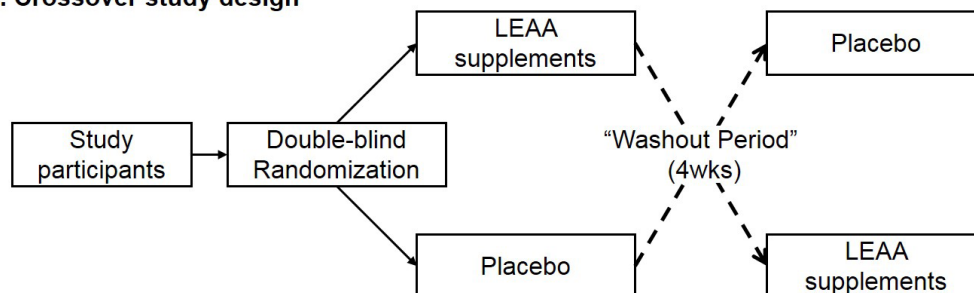 . Crossover study design
LEAA
supplements
Placebo
Study
participants
Double-blind
Randomization
“Washout Period”
(4wks)
Placebo
LEAA
supplements